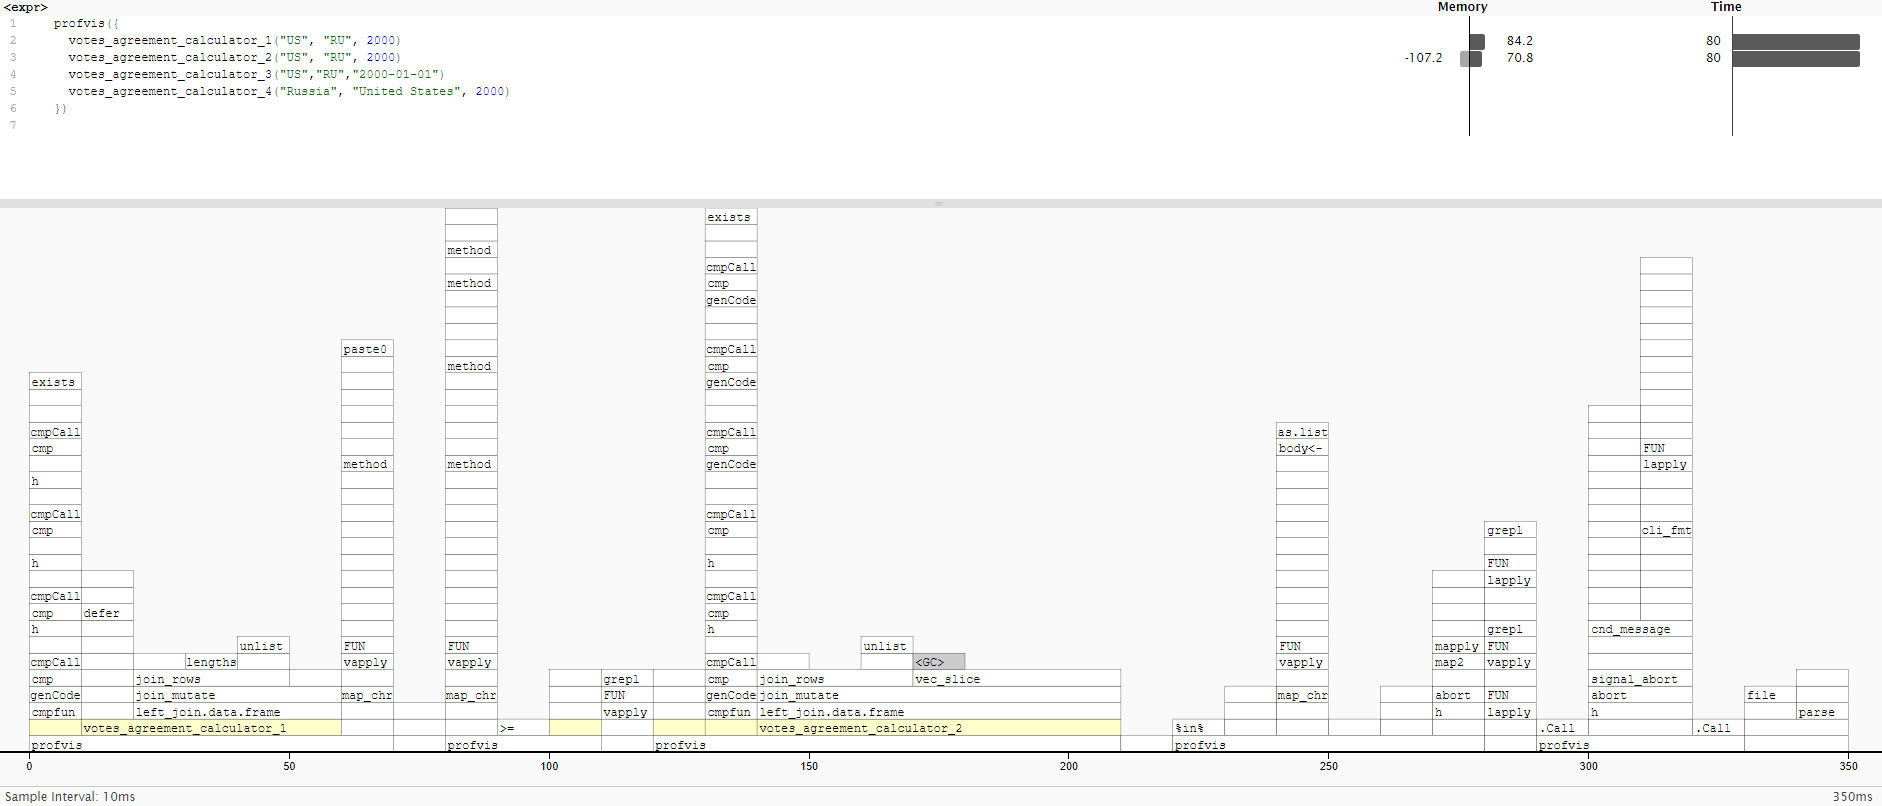 <expr> Memory Time
1 profvis({
2 votes_agreement_calculator_1("US", "RU", 2000) 84.2 80
3 votes_agreement_calculator_2("US", "RU", 2000) -107.2 70.8 80
4 votes_agreement_calculator_3("US","RU","2000-01-01")
5 votes_agreement_calculator_4("Russia", "United States", 2000)
6 })
7
exists
method
cmpCall
method cmp
genCode
paste0 cmpCall
method cmp
exists genCode
cmpCall cmpCall as.list
cmp cmp body<- FUN
method method genCode lapply
h
cmpCall cmpCall
cmp cmp grepl cli_fmt
h h FUN
lapply
cmpCall cmpCall
cmp defer cmp
h h grepl cnd_message
unlist FUN FUN unlist FUN mapply FUN
cmpCall lengths vapply vapply cmpCall <GC> vapply map2 vapply
cmp join_rows grepl cmp join_rows vec_slice signal_abort
genCode join_mutate map_chr map_chr FUN genCode join_mutate map_chr abort FUN abort file
cmpfun left_join.data.frame vapply cmpfun left_join.data.frame h lapply h parse
votes_agreement_calculator_1 >= votes_agreement_calculator_2 %in% .Call .Call
profvis profvis profvis profvis profvis
0 50 100 150 200 250 300 350
Sample Interval: 10ms 350ms